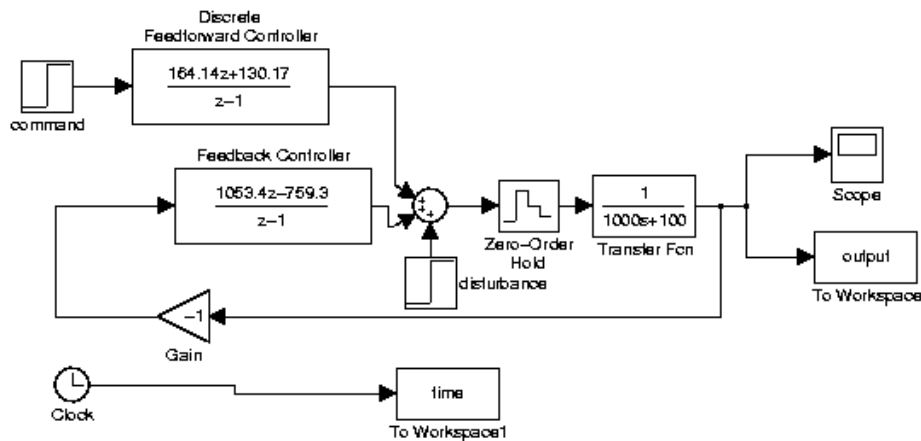 Discrete
Feedforward Controller
164.14z+130.17
z−1
command
Feedback Controller
1053.4z−759.3
z−1
+
+
+
Zero−Order
Hold
1
1000s+100
Transfer Fcn
Scope
disturbance
output
To Workspace
−1
Gain
Clock
time
To Workspace1